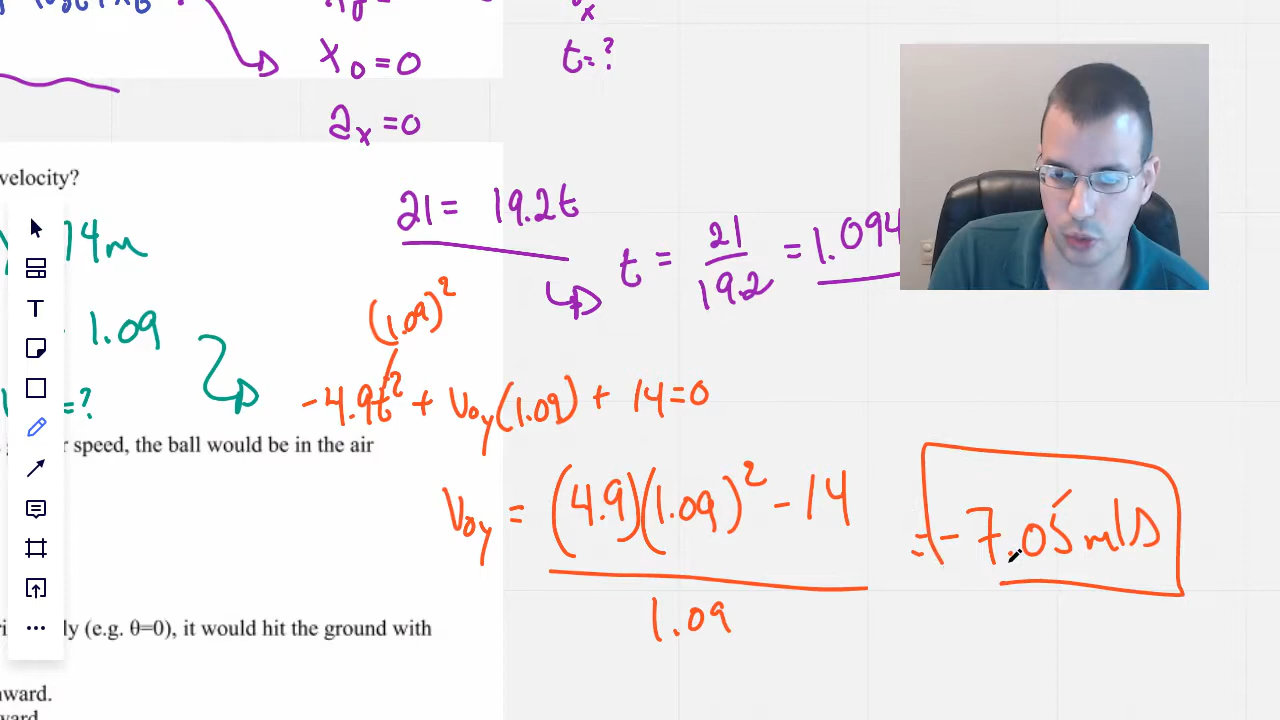 x₀ = 0
t = ?
a_x = 0
velocity?
14m
21 = 19.2t
t = 21/19.2 = 1.094
1.09
(1.09)²
=?
-4.9t² + V₀y(1.09) + 14 = 0
speed, the ball would be in the air
V₀y = (4.9)(1.09)² - 14
1.09
-7.05 m/s
T
ly (e.g. θ=0), it would hit the ground with
nward.